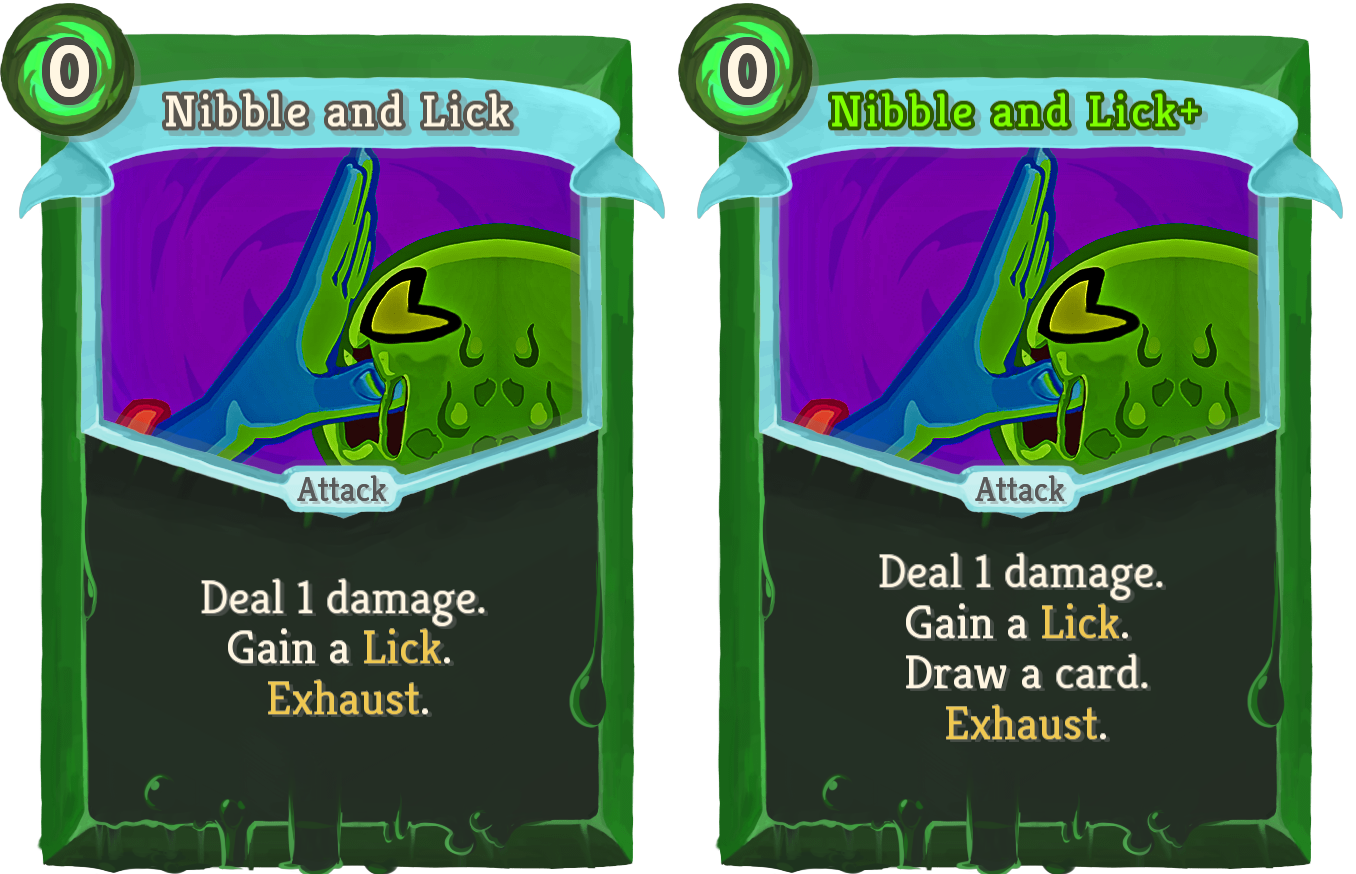 0
Nibble and Lick
Attack
Deal 1 damage.
Gain a Lick.
Exhaust.
0
Nibble and Lick+
Attack
Deal 1 damage.
Gain a Lick.
Draw a card.
Exhaust.